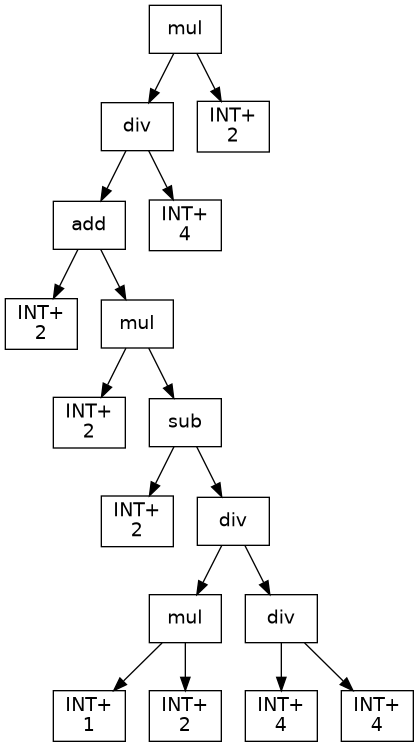 mul
div
INT+
2
add
INT+
4
INT+
2
mul
INT+
2
sub
INT+
2
div
mul
div
INT+
1
INT+
2
INT+
4
INT+
4